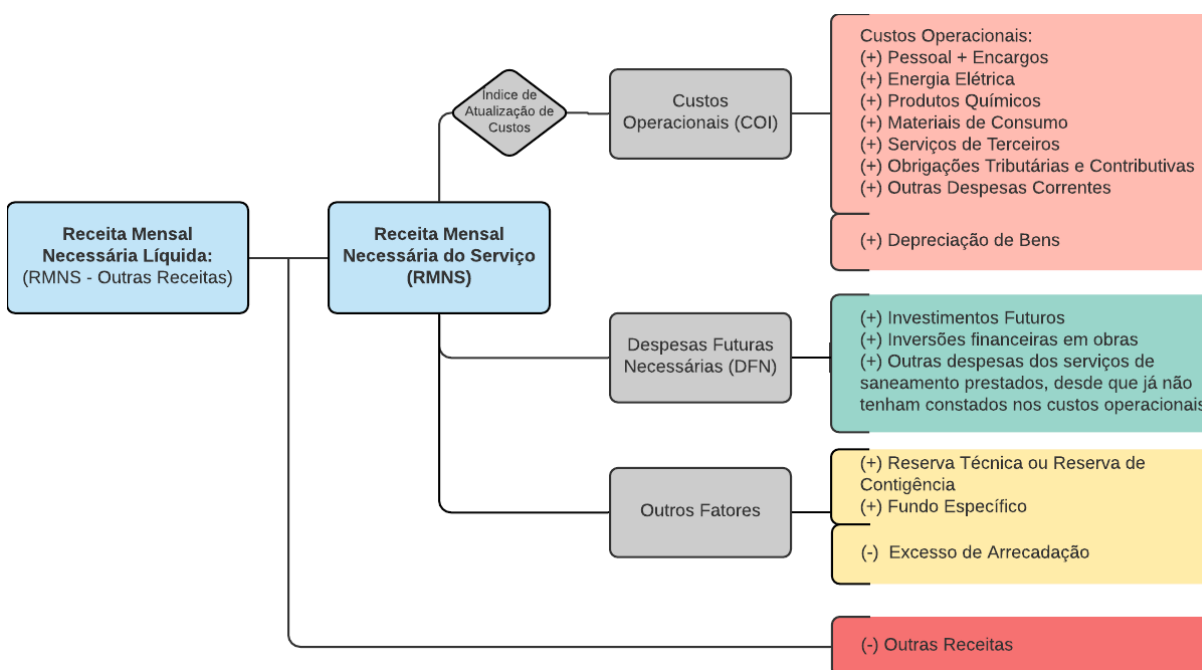 Receita Mensal
Necessária Líquida:
(RMNS - Outras Receitas)
Receita Mensal
Necessária do Serviço
(RMNS)
Índice de
Atualização de
Custos
Custos
Operacionais (COI)
Custos Operacionais:
(+) Pessoal + Encargos
(+) Energia Elétrica
(+) Produtos Químicos
(+) Materiais de Consumo
(+) Serviços de Terceiros
(+) Obrigações Tributárias e Contributivas
(+) Outras Despesas Correntes
(+) Depreciação de Bens
Despesas Futuras
Necessárias (DFN)
(+) Investimentos Futuros
(+) Inversões financeiras em obras
(+) Outras despesas dos serviços de
saneamento prestados, desde que já não
tenham constados nos custos operacionais
Outros Fatores
(+) Reserva Técnica ou Reserva de
Contigência
(+) Fundo Específico
(-) Excesso de Arrecadação
(-) Outras Receitas